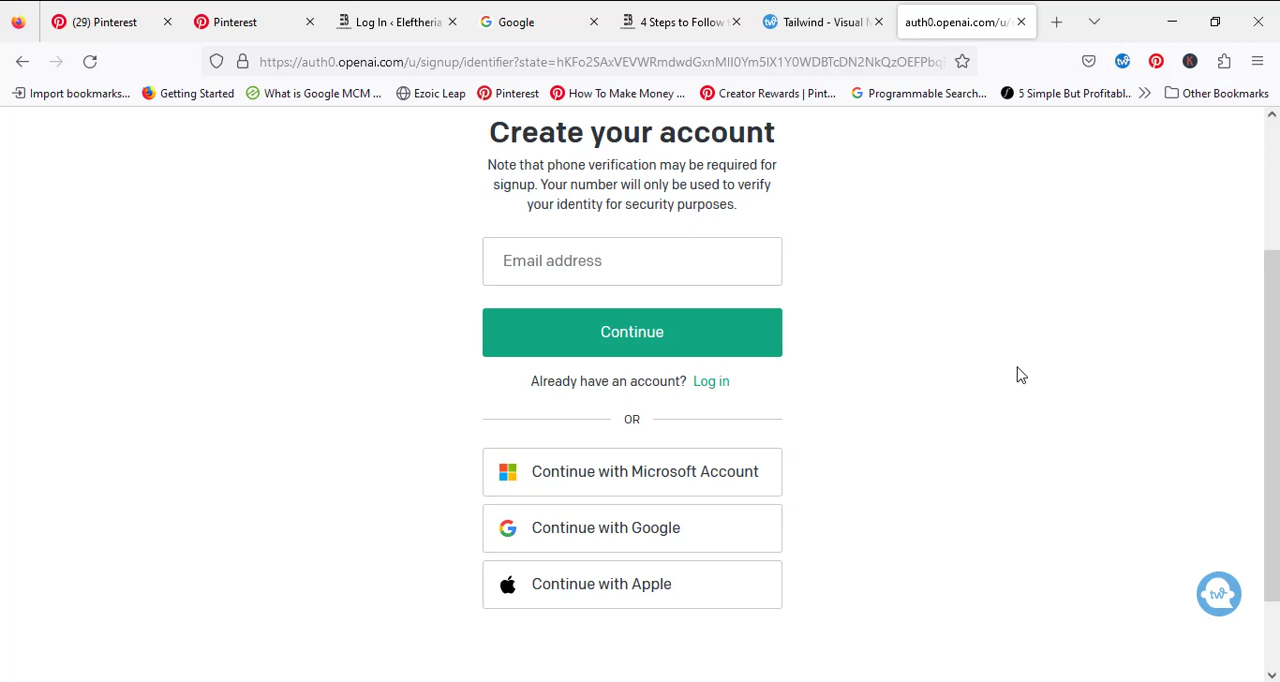 (29) Pinterest
Pinterest
Log In ‹ Eleftheria
Google
4 Steps to Follow
Tailwind - Visual
auth0.openai.com/u/
https://auth0.openai.com/u/signup/identifier?state=
Import bookmarks...
Getting Started
What is Google MCM ...
Ezoic Leap
Pinterest
How To Make Money ...
Creator Rewards | Pint...
Programmable Search...
5 Simple But Profitabl...
Other Bookmarks
Create your account
Note that phone verification may be required for
signup. Your number will only be used to verify
your identity for security purposes.
Email address
Continue
Already have an account? Log in
OR
Continue with Microsoft Account
Continue with Google
Continue with Apple